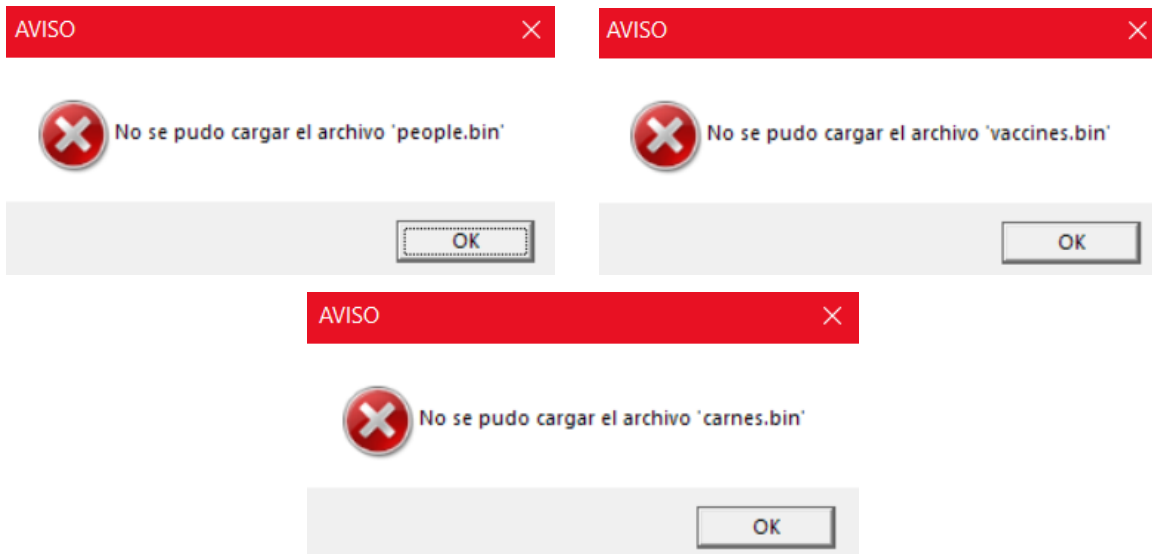 AVISO
No se pudo cargar el archivo 'people.bin'
OK
AVISO
No se pudo cargar el archivo 'vaccines.bin'
OK
AVISO
No se pudo cargar el archivo 'carnes.bin'
OK